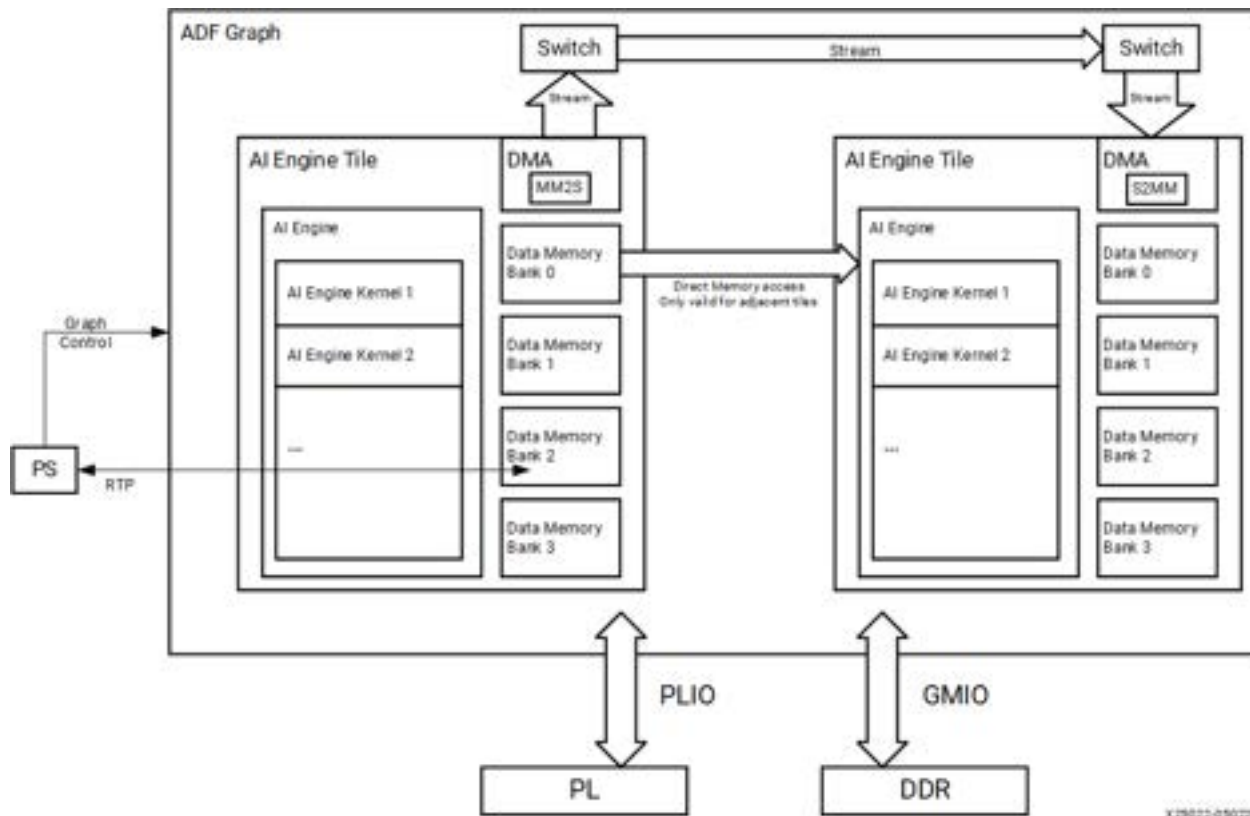 ADF Graph
Switch
Stream
Switch
Stream
Stream
AI Engine Tile
DMA
MM2S
AI Engine
AI Engine Kernel 1
AI Engine Kernel 2
...
Data Memory
Bank 0
Data Memory
Bank 1
Data Memory
Bank 2
Data Memory
Bank 3
Direct Memory access
Only valid for adjacent tiles
AI Engine Tile
DMA
S2MM
AI Engine
AI Engine Kernel 1
AI Engine Kernel 2
...
Data Memory
Bank 0
Data Memory
Bank 1
Data Memory
Bank 2
Data Memory
Bank 3
Graph
Control
PS
RTP
PLIO
GMIO
PL
DDR